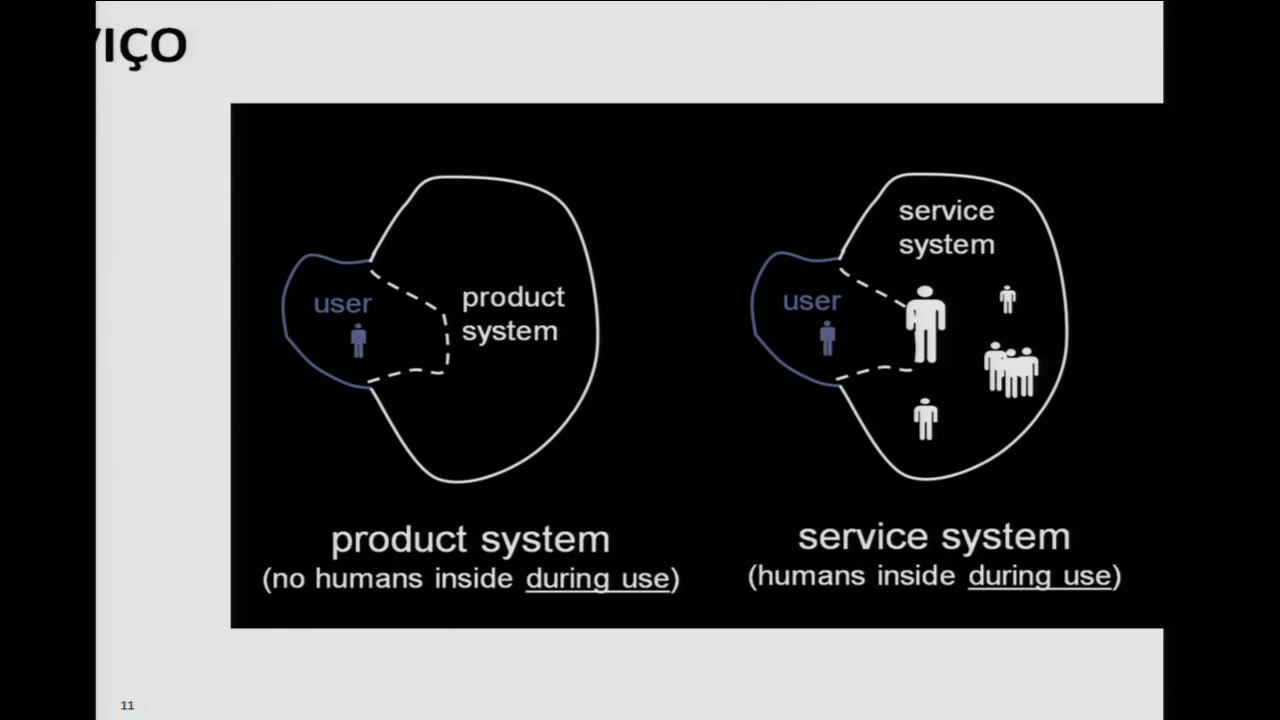 VIÇO
user
product
system
product system
(no humans inside during use)
service
system
user
service system
(humans inside during use)
11